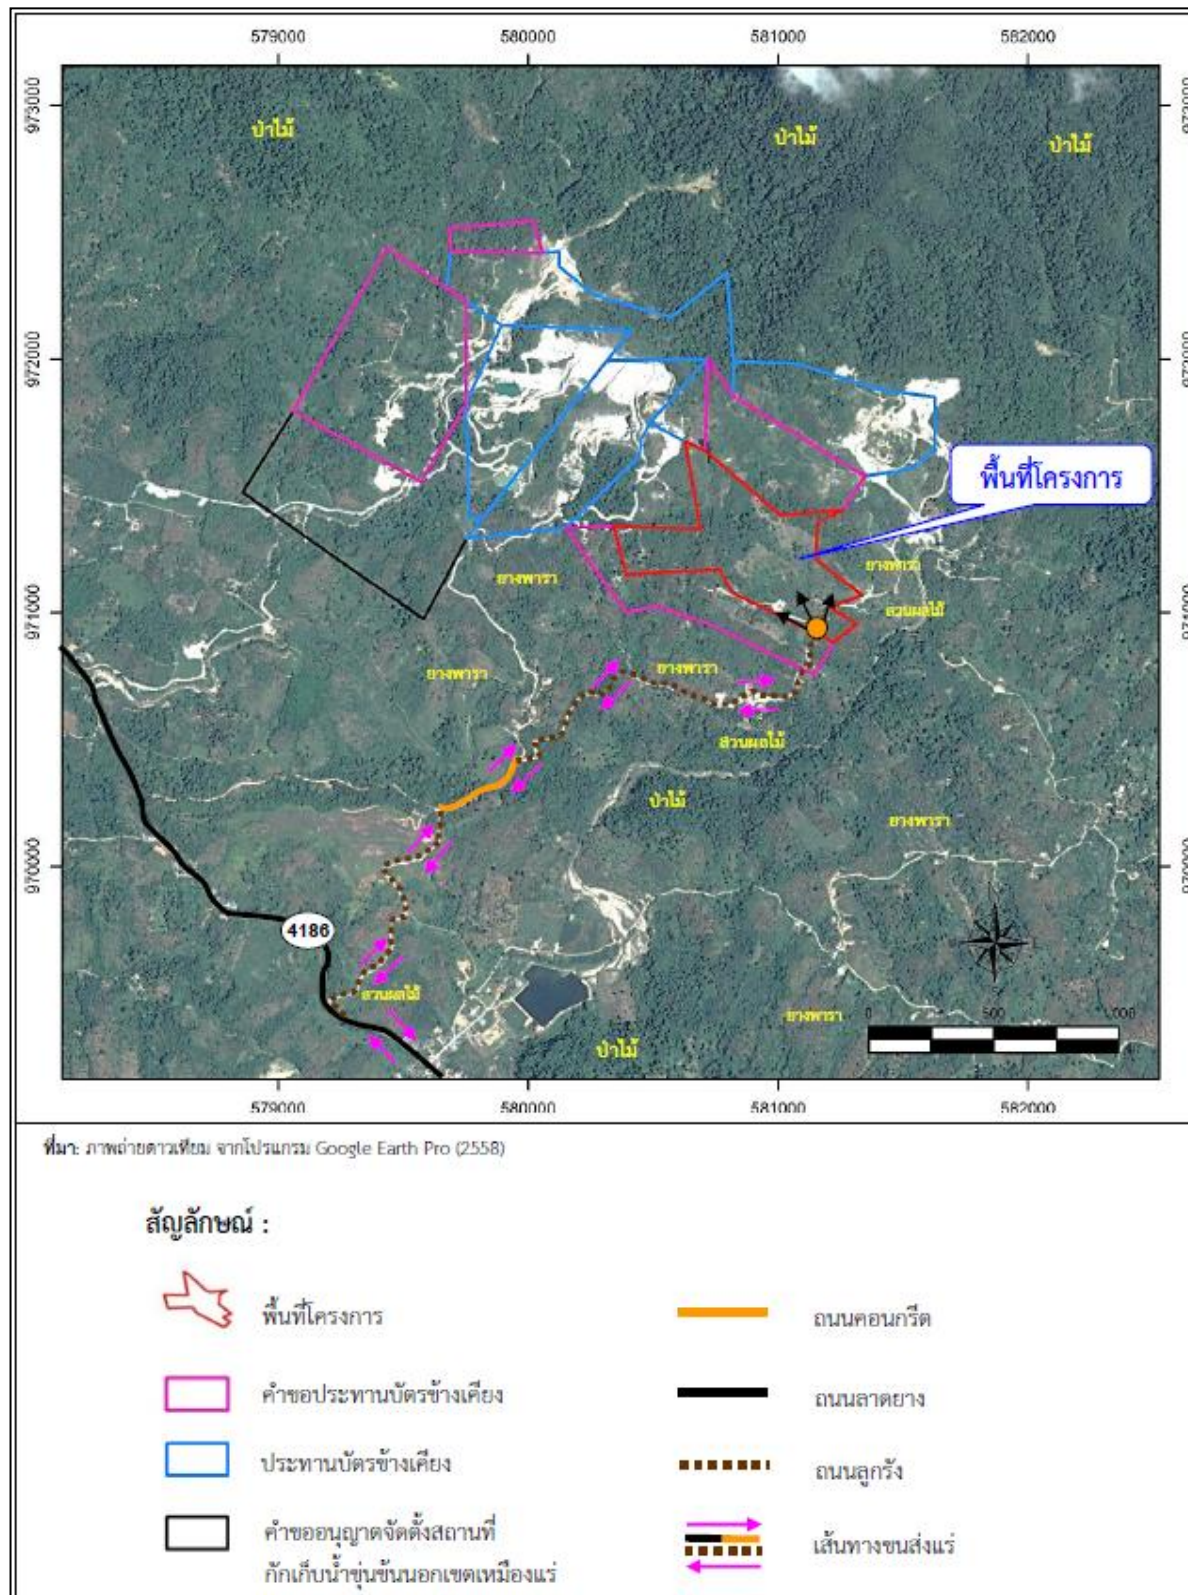 579000 580000 581000 582000
973000 973000
ป่าไม้ ป่าไม้ ป่าไม้
972000 972000
พื้นที่โครงการ
ยางพารา ยางพารา
สวนผลไม้
971000 971000
ยางพารา ยางพารา
สวนผลไม้
ป่าไม้ ยางพารา
970000 970000
4186
สวนผลไม้ ยางพารา
0 500 1,000
ป่าไม้
579000 580000 581000 582000
ที่มา: ภาพถ่ายดาวเทียม จากโปรแกรม Google Earth Pro (2558)
สัญลักษณ์ :
พื้นที่โครงการ
คำขอประทานบัตรข้างเคียง
ประทานบัตรข้างเคียง
คำขออนุญาตจัดตั้งสถานที่
กักเก็บน้ำขุ่นข้นนอกเขตเหมืองแร่
ถนนคอนกรีต
ถนนลาดยาง
ถนนลูกรัง
เส้นทางขนส่งแร่